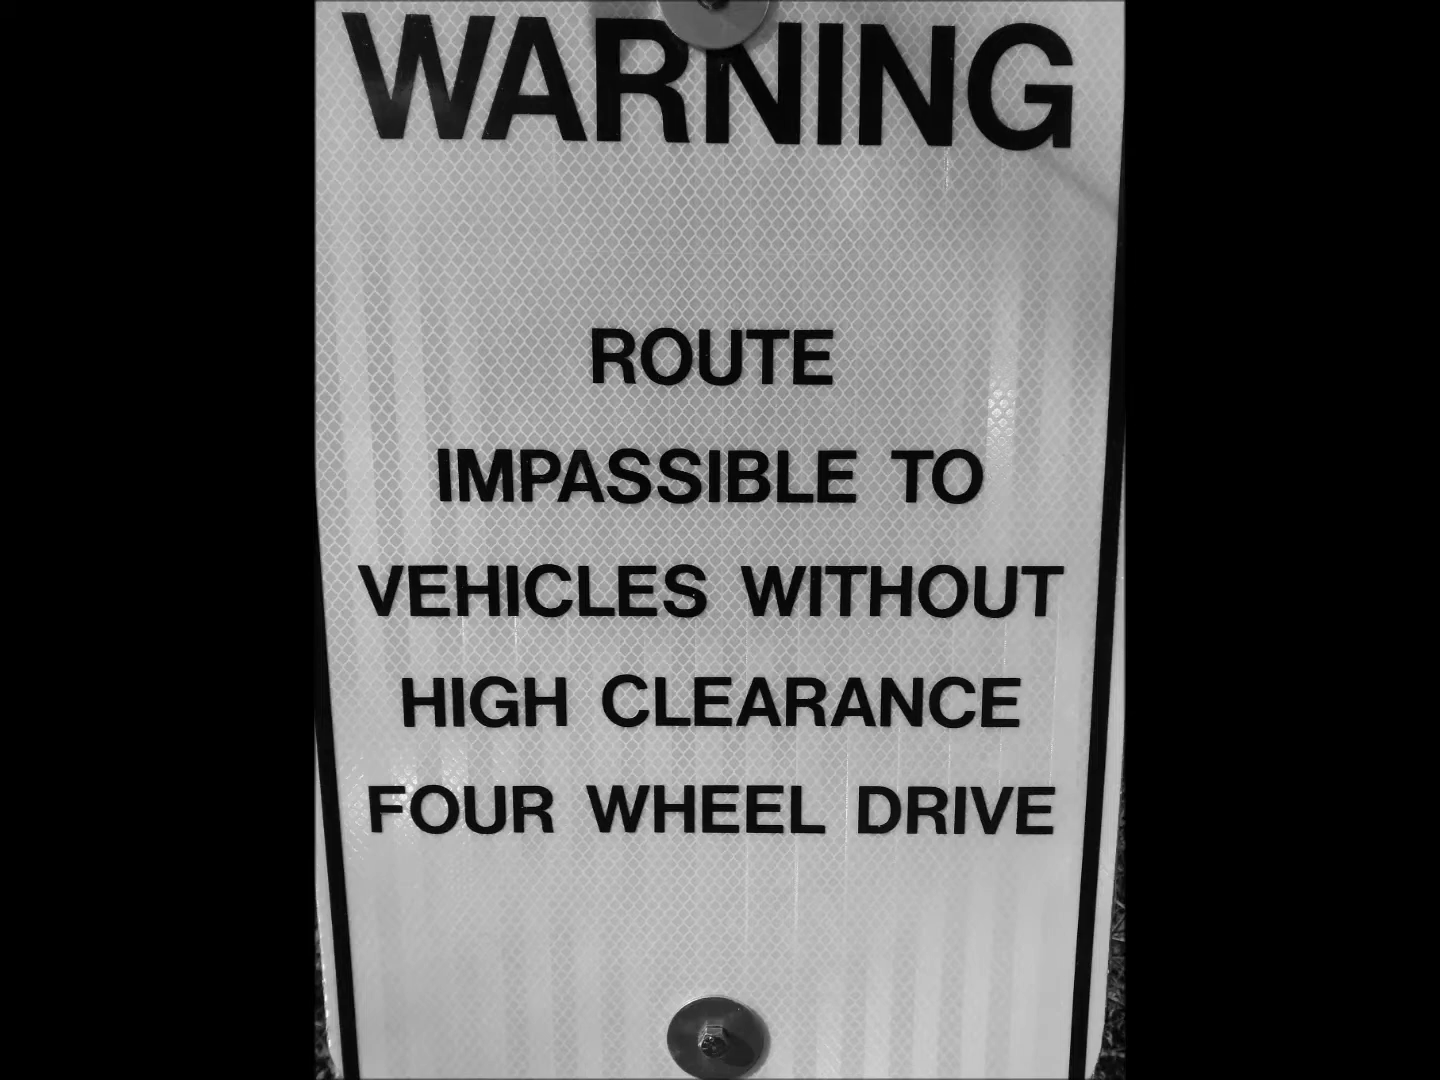 WARNING
ROUTE
IMPASSIBLE TO
VEHICLES WITHOUT
HIGH CLEARANCE
FOUR WHEEL DRIVE